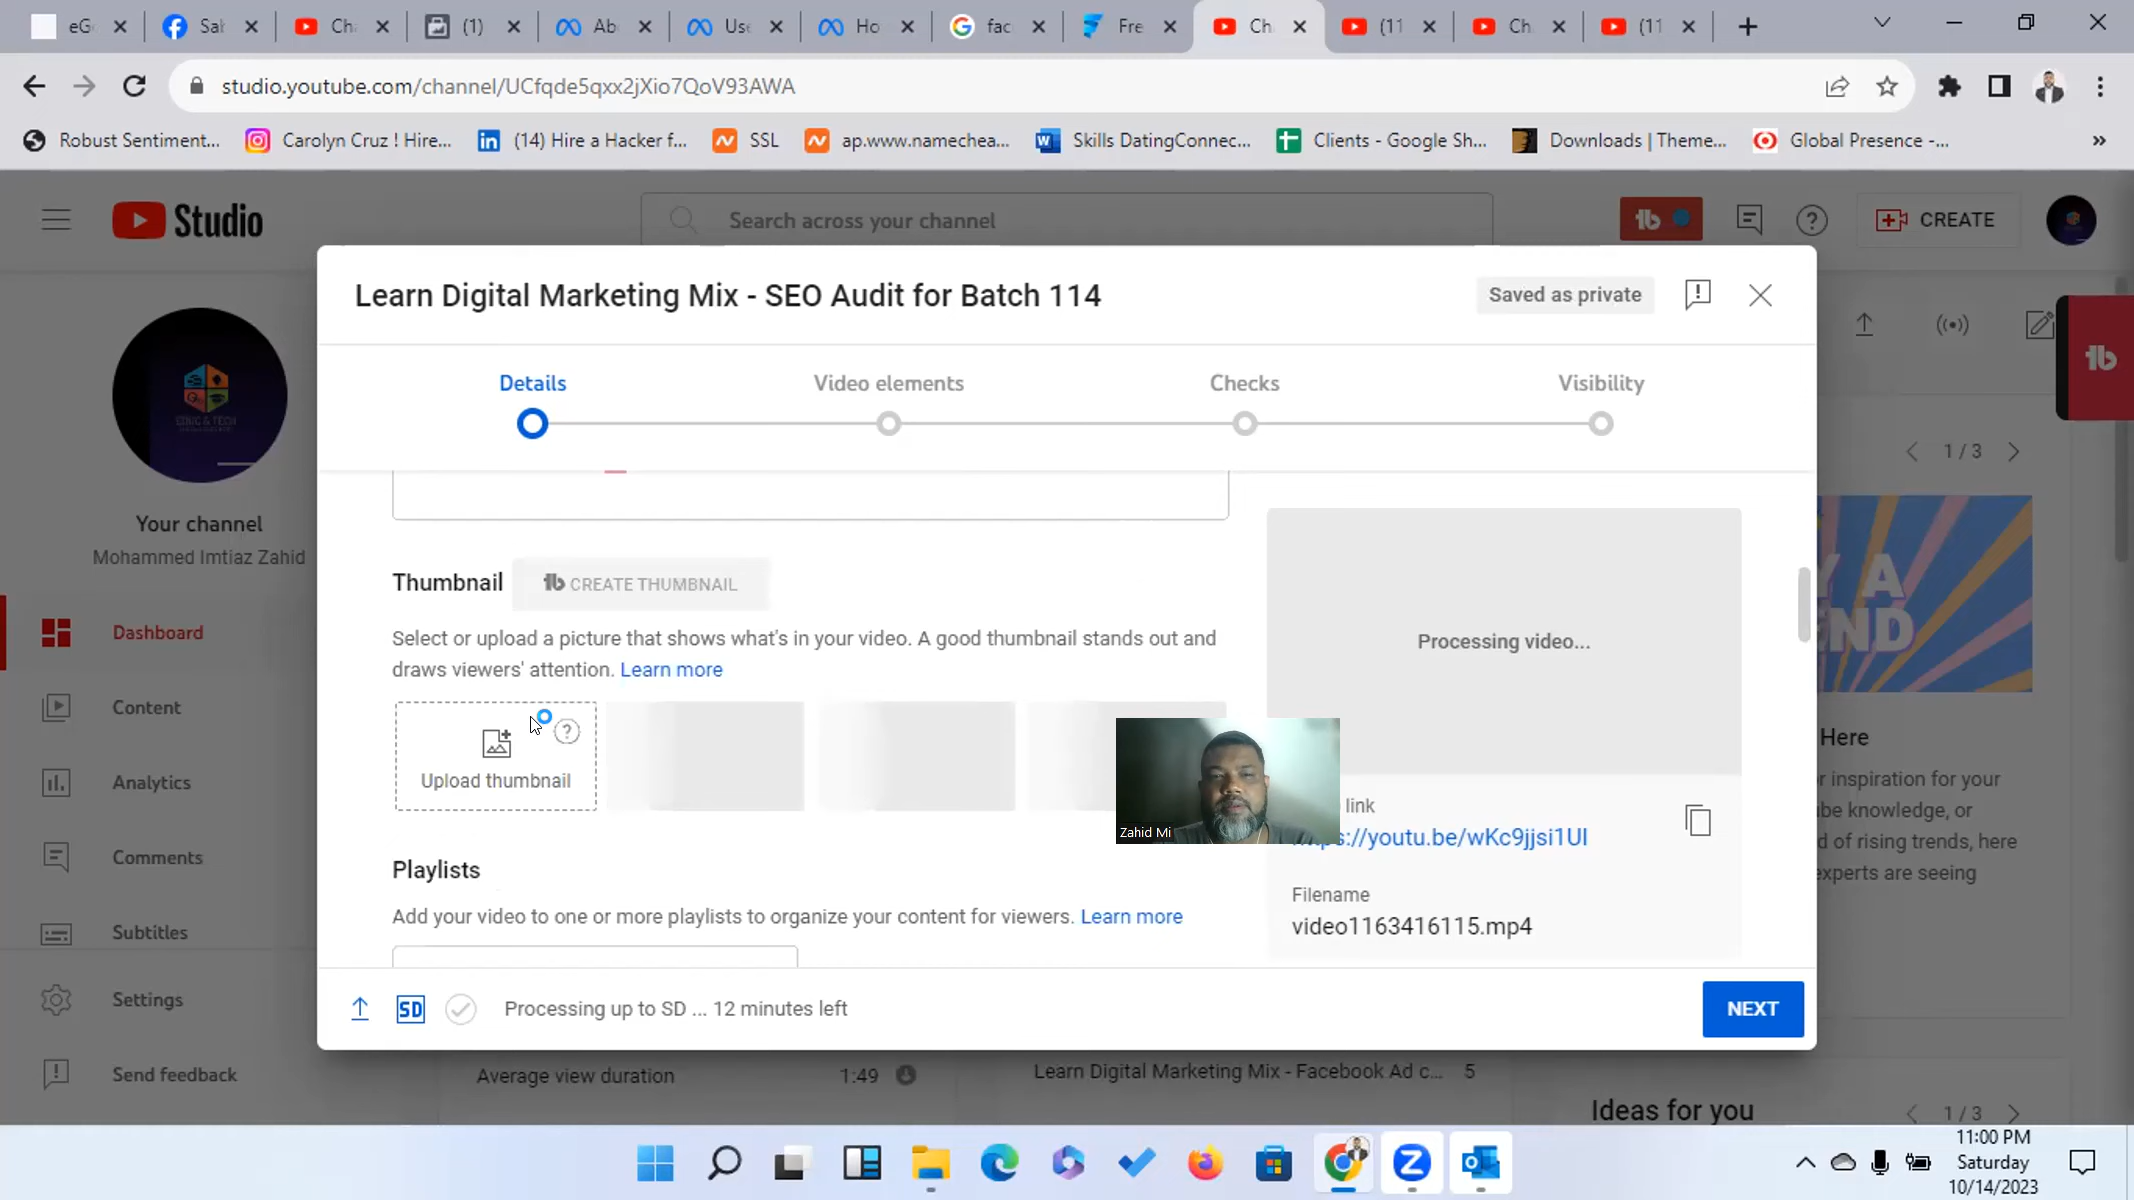 eG
Sal
Ch
(1)
Ab
Use
Ho
fac
Fre
Ch
(11
Ch
(11
studio.youtube.com/channel/UCfqde5qxx2jXio7QoV93AWA
Robust Sentiment...
Carolyn Cruz ! Hire...
(14) Hire a Hacker f...
SSL
ap.www.namechea...
Skills DatingConnec...
Clients - Google Sh...
Downloads | Theme...
Global Presence -...
Studio
Search across your channel
CREATE
Learn Digital Marketing Mix - SEO Audit for Batch 114
Saved as private
Details
Video elements
Checks
Visibility
1 / 3
Your channel
Mohammed Imtiaz Zahid
Dashboard
Content
Analytics
Comments
Subtitles
Settings
Send feedback
Thumbnail
CREATE THUMBNAIL
Select or upload a picture that shows what's in your video. A good thumbnail stands out and
draws viewers' attention. Learn more
Upload thumbnail
Playlists
Add your video to one or more playlists to organize your content for viewers. Learn more
Processing video...
Zahid Mi
link
://youtu.be/wKc9jjsi1UI
Filename
video1163416115.mp4
Y A
END
Here
r inspiration for your
be knowledge, or
d of rising trends, here
xperts are seeing
SD
Processing up to SD ... 12 minutes left
NEXT
Average view duration
1:49
Learn Digital Marketing Mix - Facebook Ad c...
5
Ideas for you
1 / 3
11:00 PM
Saturday
10/14/2023